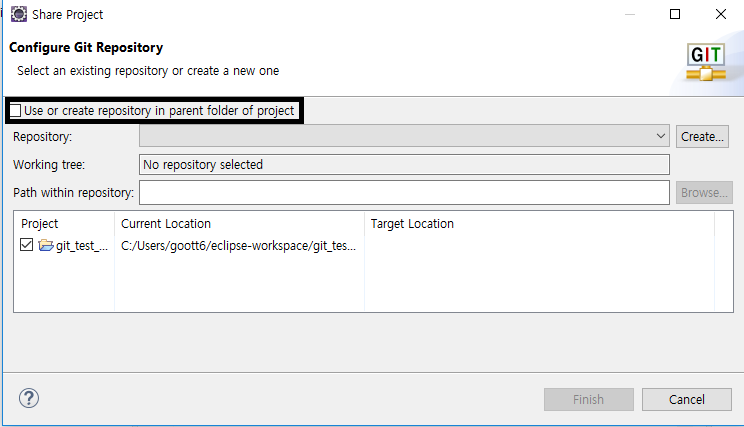 Share Project
Configure Git Repository
Select an existing repository or create a new one
GIT
Use or create repository in parent folder of project
Repository: Create...
Working tree: No repository selected
Path within repository: Browse...
Project Current Location Target Location
git_test_... C:/Users/goott6/eclipse-workspace/git_tes...
? Finish Cancel